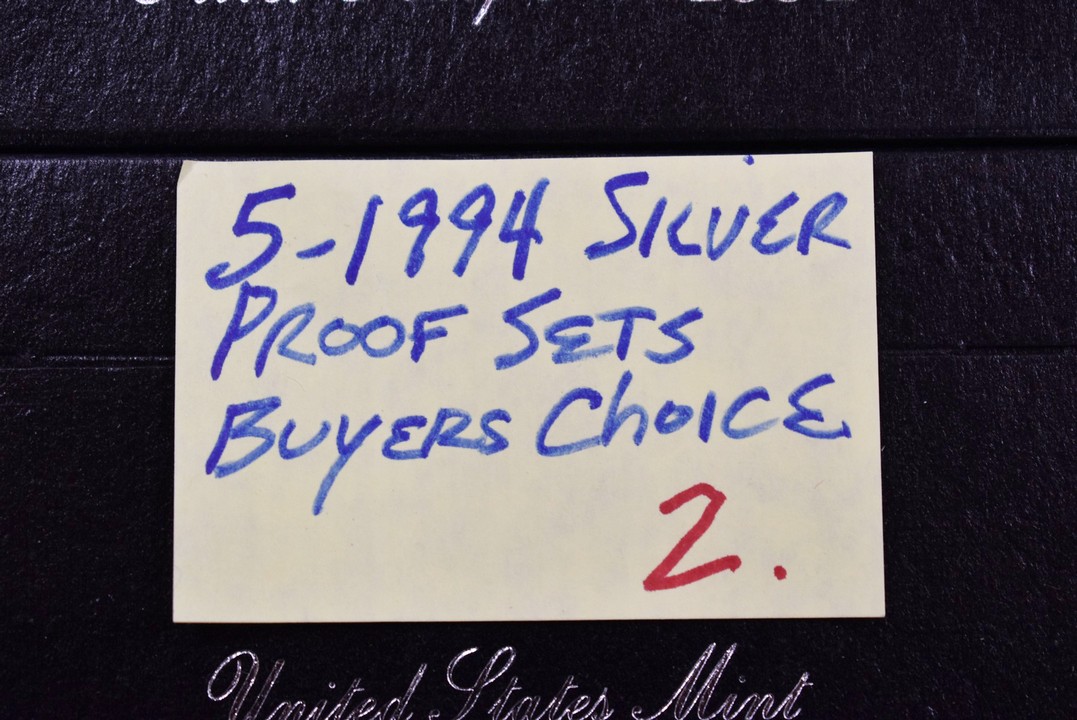 5-1994 SILVER
PROOF SETS
BUYERS CHOICE
2.
United States Mint